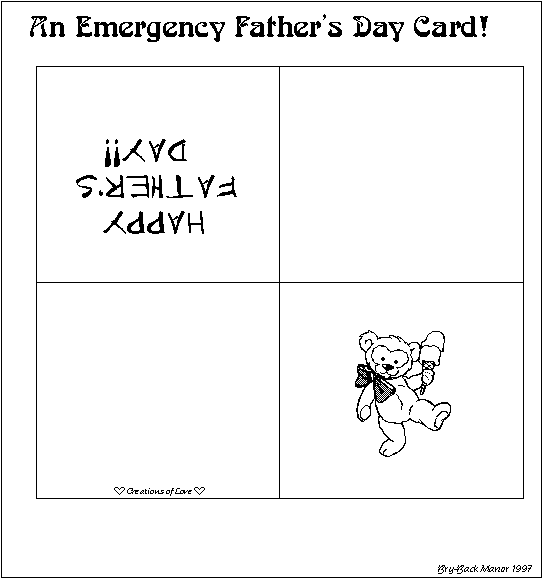 An Emergency Father's Day Card!
HAPPY
FATHER'S
DAY!!
♡ Creations of Love ♡
Bry-Back Manor 1997